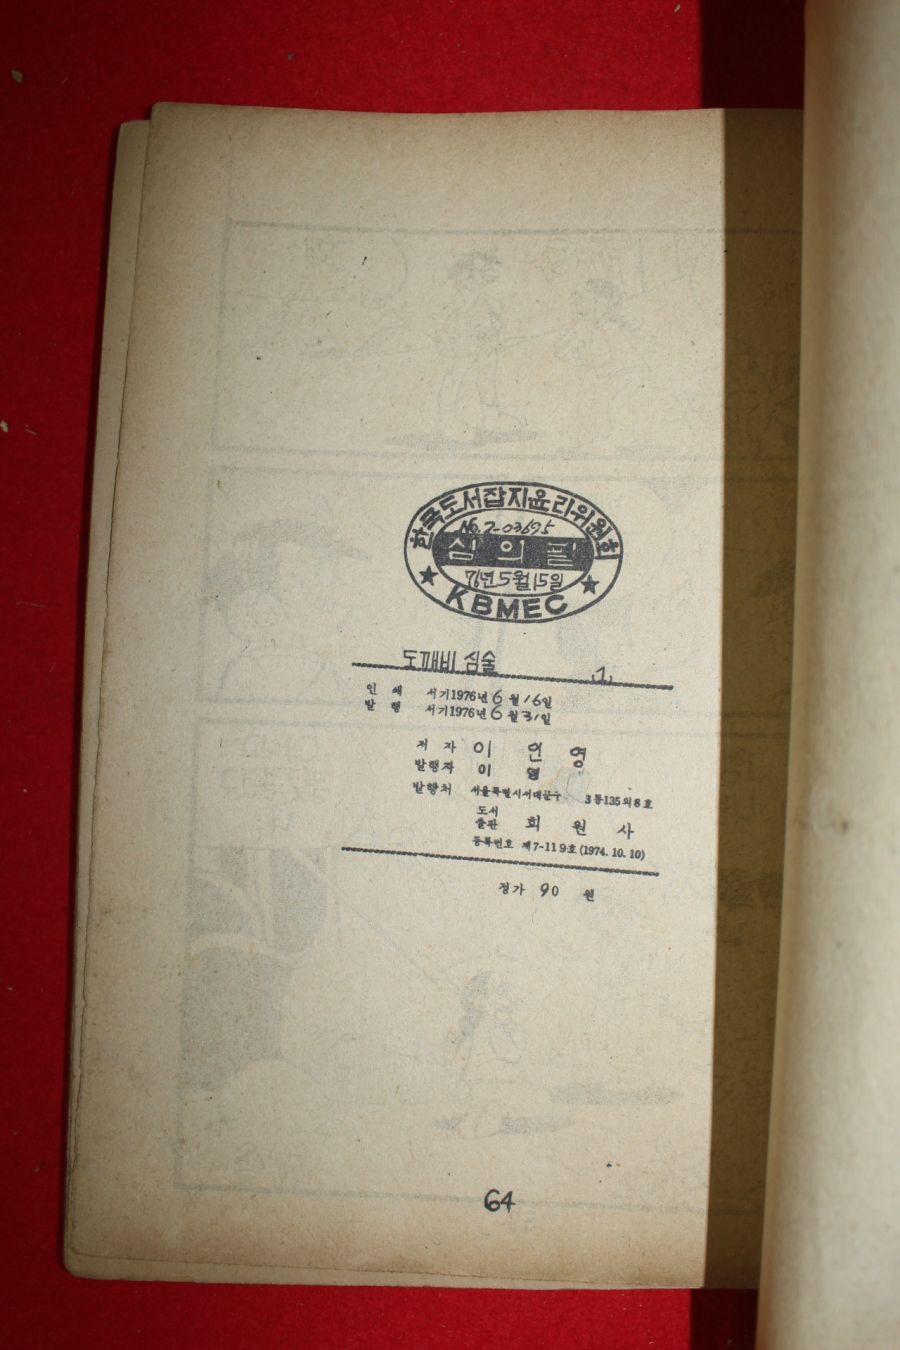 한국도서잡지윤리위원회
No. 7-03695
심의필
76년 5월 15일
★ KBMEC ★
도깨비 심술 1.
인쇄 서기1976년 6월 16일
발행 서기1976년 6월 31일
저자 이 인 영
발행자 이 영
발행처 서울특별시서대문구 3동135의8호
도서
출판 희 원 사
등록번호 제7-119호(1974. 10. 10)
정가 90 원
64